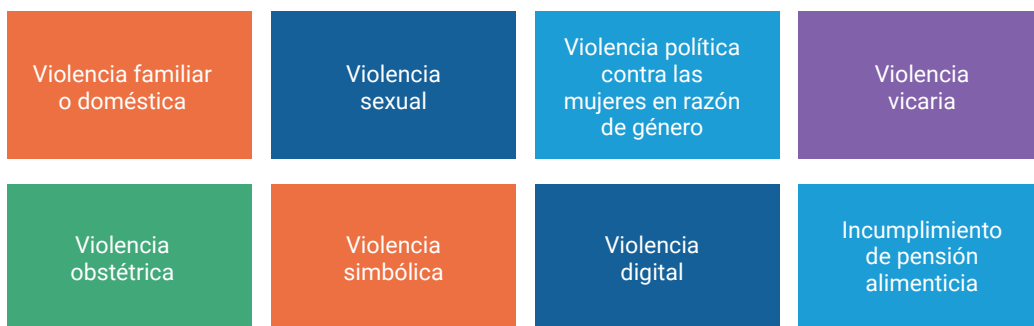 Violencia familiar
o doméstica
Violencia
sexual
Violencia política
contra las
mujeres en razón
de género
Violencia
vicaria
Violencia
obstétrica
Violencia
simbólica
Violencia
digital
Incumplimiento
de pensión
alimenticia